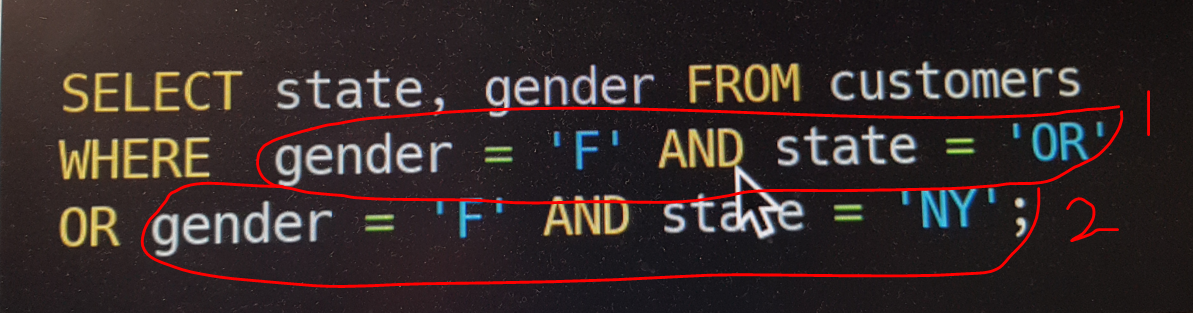 SELECT state, gender FROM customers
WHERE gender = 'F' AND state = 'OR' 1
OR gender = 'F' AND state = 'NY'; 2